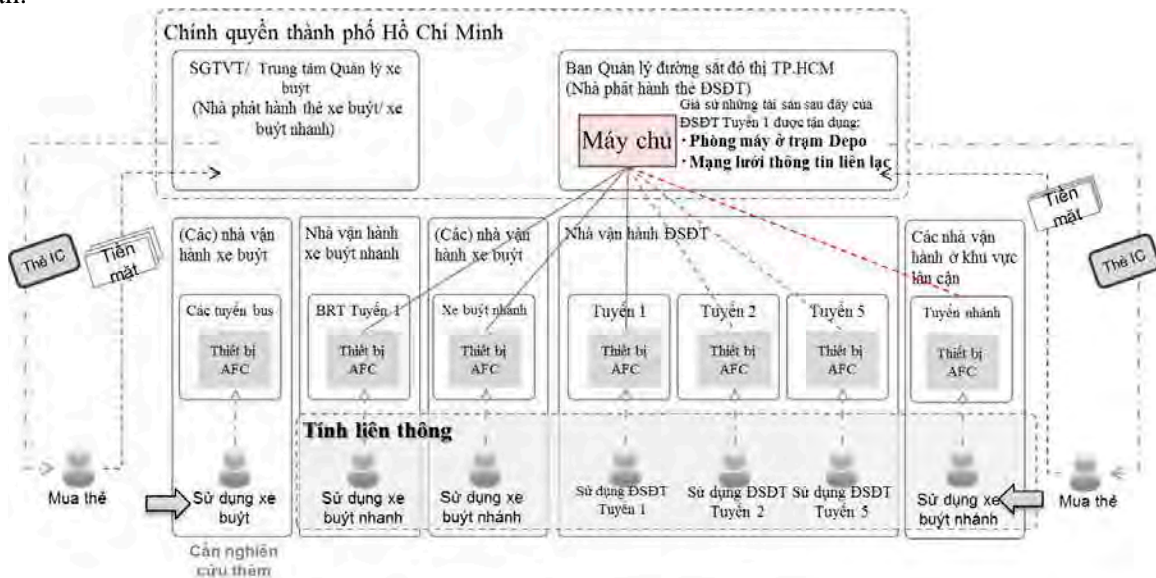 Chính quyền thành phố Hồ Chí Minh
SGTVT/ Trung tâm Quản lý xe
buýt
(Nhà phát hành thẻ xe buýt/ xe
buýt nhanh)
Ban Quản lý đường sắt đô thị TP.HCM
(Nhà phát hành thẻ ĐSĐT)
Giả sử những tài sản sau đây của
ĐSĐT Tuyến 1 được tận dụng:
· Phòng máy ở trạm Depo
· Mạng lưới thông tin liên lạc
Máy chủ
Thẻ IC
Tiền
mặt
Tiền
mặt
Thẻ IC
(Các) nhà vận
hành xe buýt
Nhà vận hành
xe buýt nhanh
(Các) nhà vận
hành xe buýt
Nhà vận hành ĐSĐT
Các nhà vận
hành ở khu vực
lân cận
Các tuyến bus
BRT Tuyến 1
Xe buýt nhánh
Tuyến 1
Tuyến 2
Tuyến 5
Tuyến nhánh
Thiết bị
AFC
Thiết bị
AFC
Thiết bị
AFC
Thiết bị
AFC
Thiết bị
AFC
Thiết bị
AFC
Thiết bị
AFC
Tính liên thông
Mua thẻ
Sử dụng xe
buýt
Sử dụng xe
buýt nhanh
Sử dụng xe
buýt nhánh
Sử dụng ĐSĐT
Tuyến 1
Sử dụng ĐSĐT
Tuyến 2
Sử dụng ĐSĐT
Tuyến 5
Sử dụng xe
buýt nhánh
Mua thẻ
Cần nghiên
cứu thêm